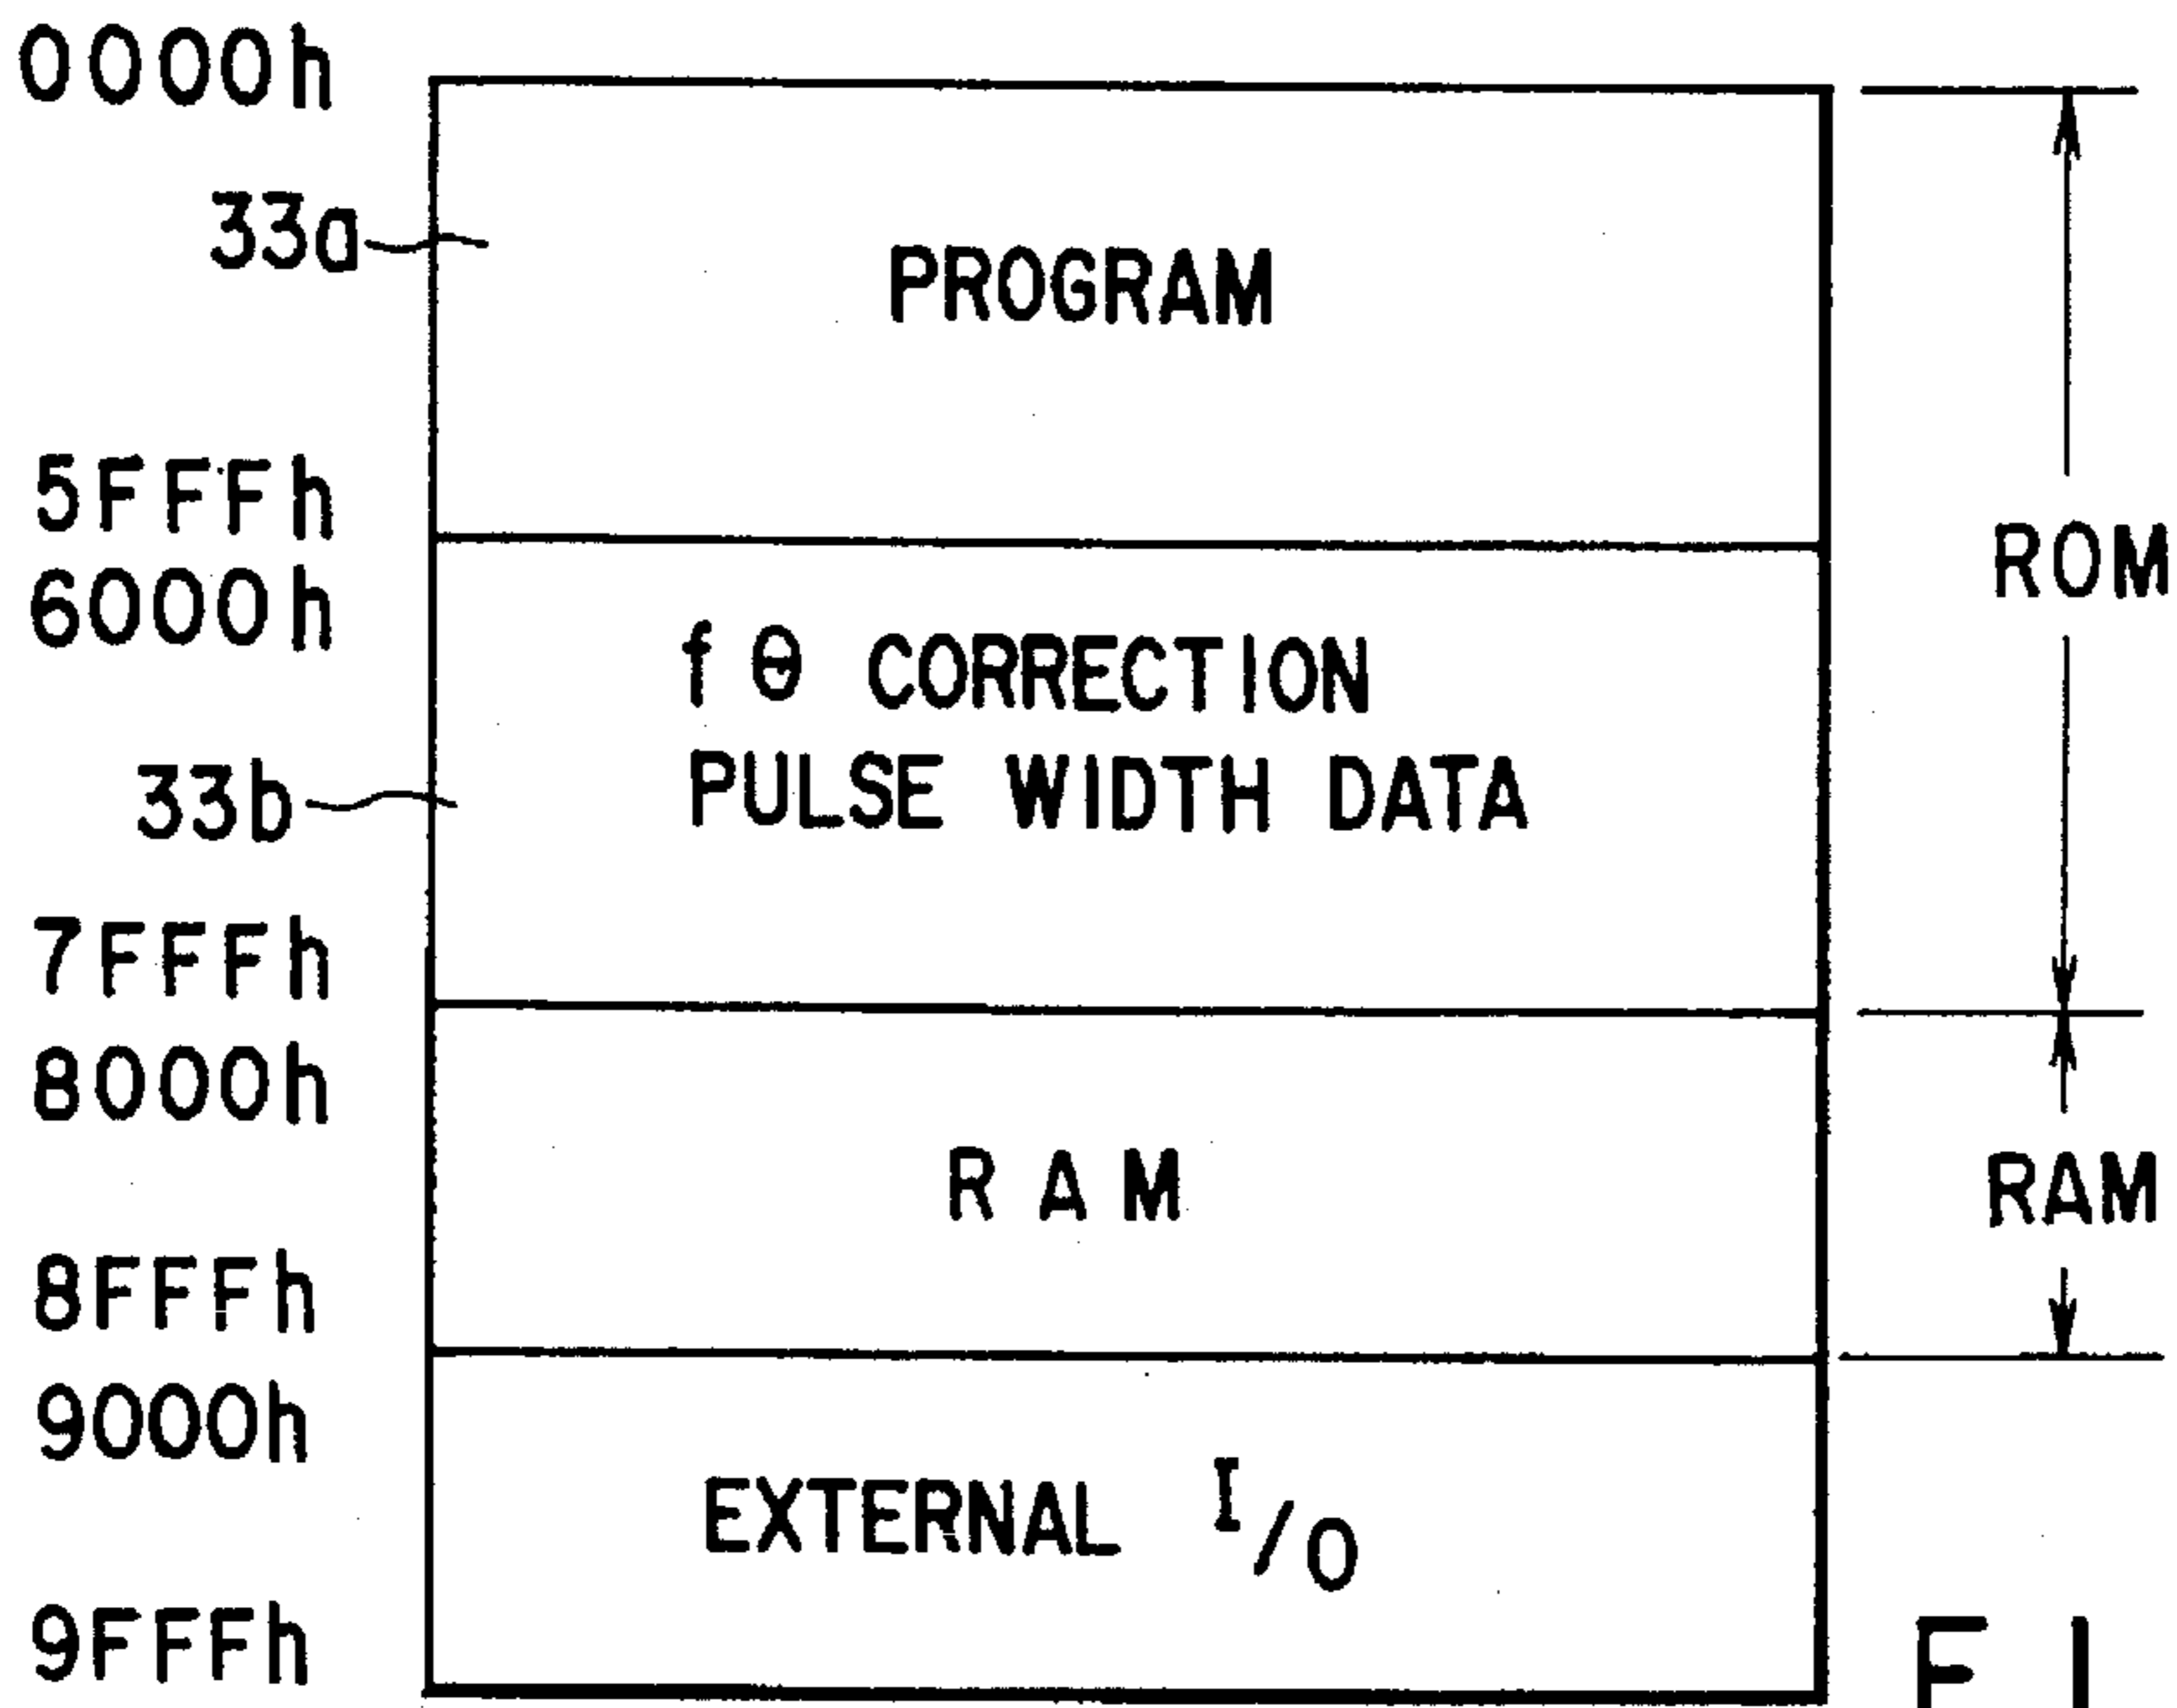 0000h
33a
PROGRAM
5FFFh
6000h
ROM
fθ CORRECTION
PULSE WIDTH DATA
33b
7FFFh
8000h
RAM
RAM
8FFFh
9000h
EXTERNAL I/O
9FFFh
FI